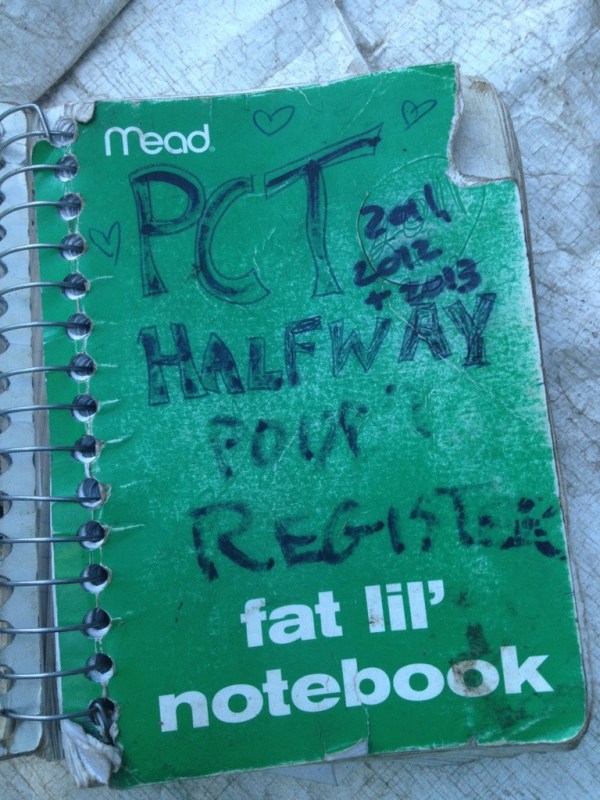 mead
PCT
2011
2012
+ 2013
HALFWAY
REGISTER
fat lil'
notebook